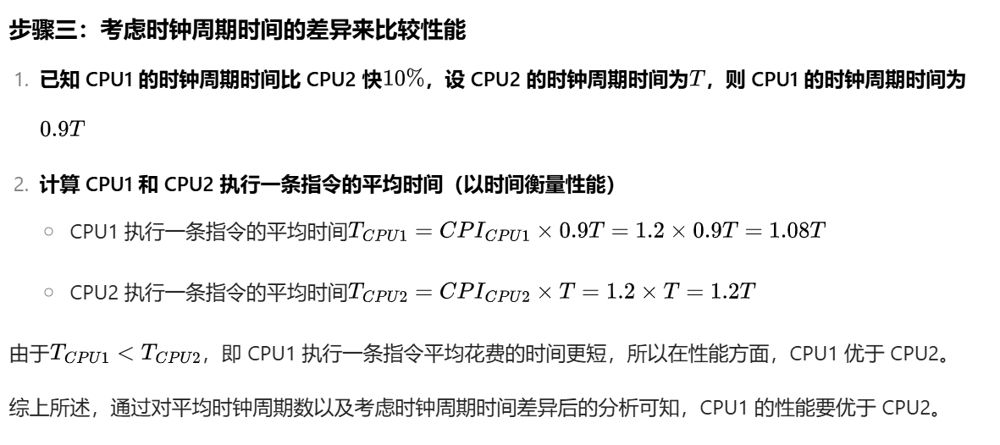 步骤三：考虑时钟周期时间的差异来比较性能
1. 已知 CPU1 的时钟周期时间比 CPU2 快10%，设 CPU2 的时钟周期时间为T，则 CPU1 的时钟周期时间为
0.9T
2. 计算 CPU1 和 CPU2 执行一条指令的平均时间（以时间衡量性能）
○ CPU1 执行一条指令的平均时间T_{CPU1} = CPI_{CPU1} × 0.9T = 1.2 × 0.9T = 1.08T
○ CPU2 执行一条指令的平均时间T_{CPU2} = CPI_{CPU2} × T = 1.2 × T = 1.2T
由于T_{CPU1} < T_{CPU2}，即 CPU1 执行一条指令平均花费的时间更短，所以在性能方面，CPU1 优于 CPU2。
综上所述，通过对平均时钟周期数以及考虑时钟周期时间差异后的分析可知，CPU1 的性能要优于 CPU2。